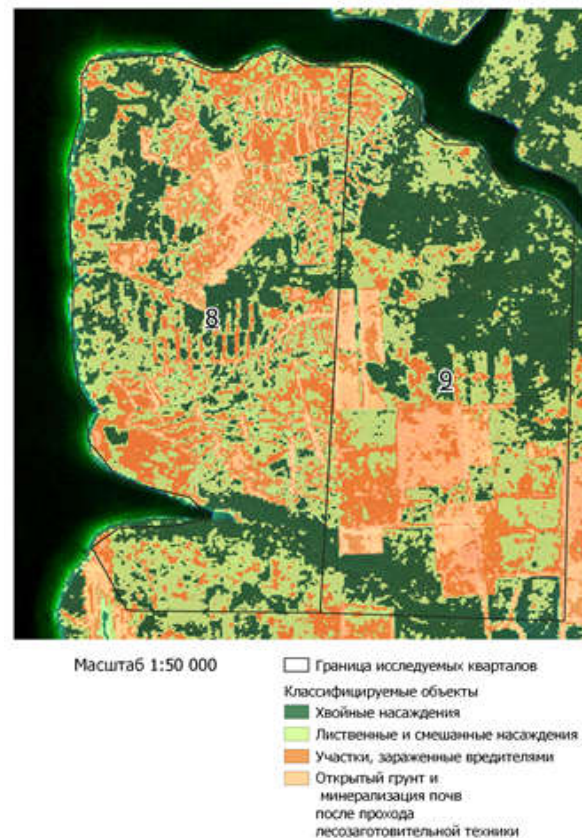 8
9
Масштаб 1:50 000
Граница исследуемых кварталов
Классифицируемые объекты
Хвойные насаждения
Лиственные и смешанные насаждения
Участки, зараженные вредителями
Открытый грунт и
минерализация почв
после прохода
лесозаготовительной техники